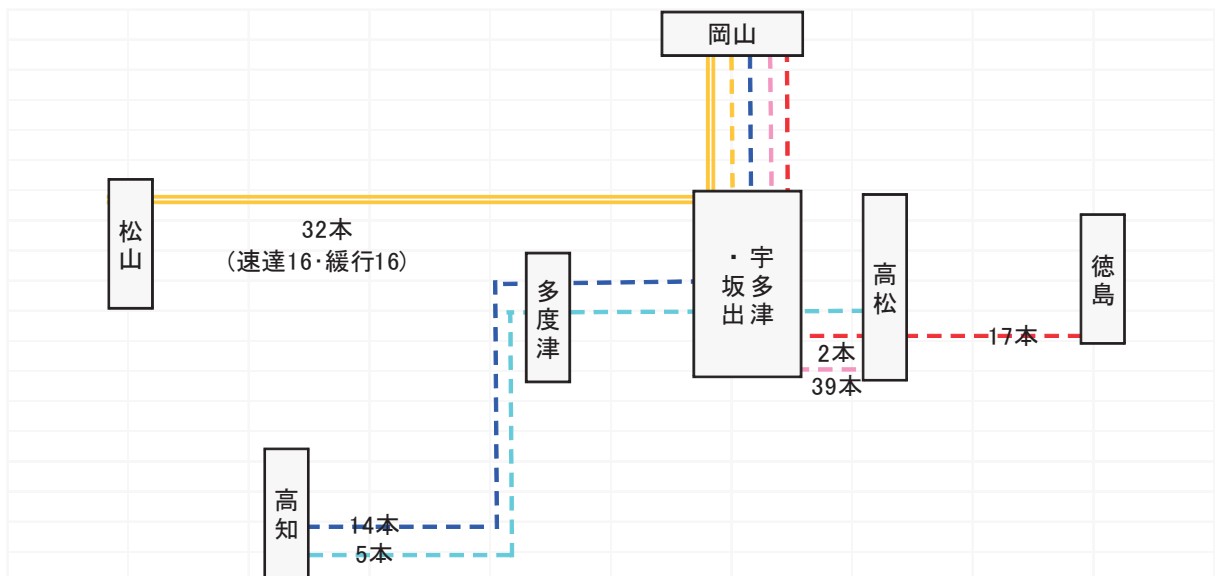 岡山
松山
32本
(速達16・緩行16)
多度津
宇多津
・坂出
高松
徳島
17本
2本
39本
高知
14本
5本